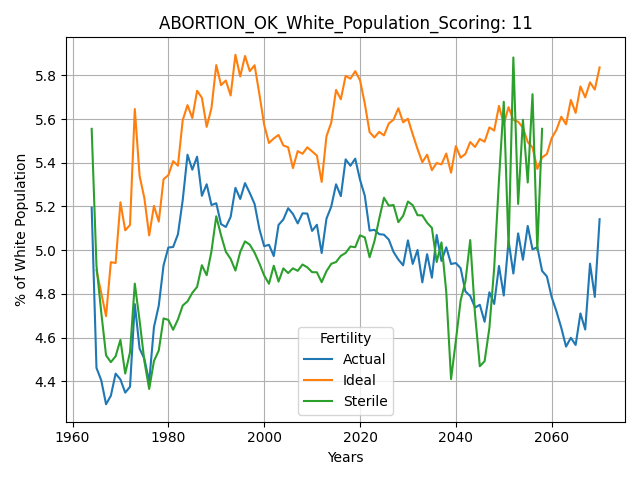 ABORTION_OK_White_Population_Scoring: 11
% of White Population
5.8
5.6
5.4
5.2
5.0
4.8
4.6
4.4
Fertility
Actual
Ideal
Sterile
1960
1980
2000
2020
2040
2060
Years